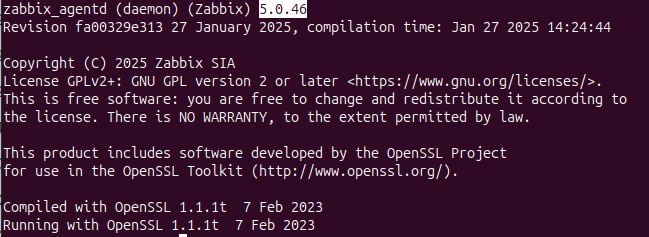 zabbix_agentd (daemon) (Zabbix) 5.0.46
Revision fa00329e313 27 January 2025, compilation time: Jan 27 2025 14:24:44

Copyright (C) 2025 Zabbix SIA
License GPLv2+: GNU GPL version 2 or later <https://www.gnu.org/licenses/>.
This is free software: you are free to change and redistribute it according to
the license. There is NO WARRANTY, to the extent permitted by law.

This product includes software developed by the OpenSSL Project
for use in the OpenSSL Toolkit (http://www.openssl.org/).

Compiled with OpenSSL 1.1.1t  7 Feb 2023
Running with OpenSSL 1.1.1t  7 Feb 2023